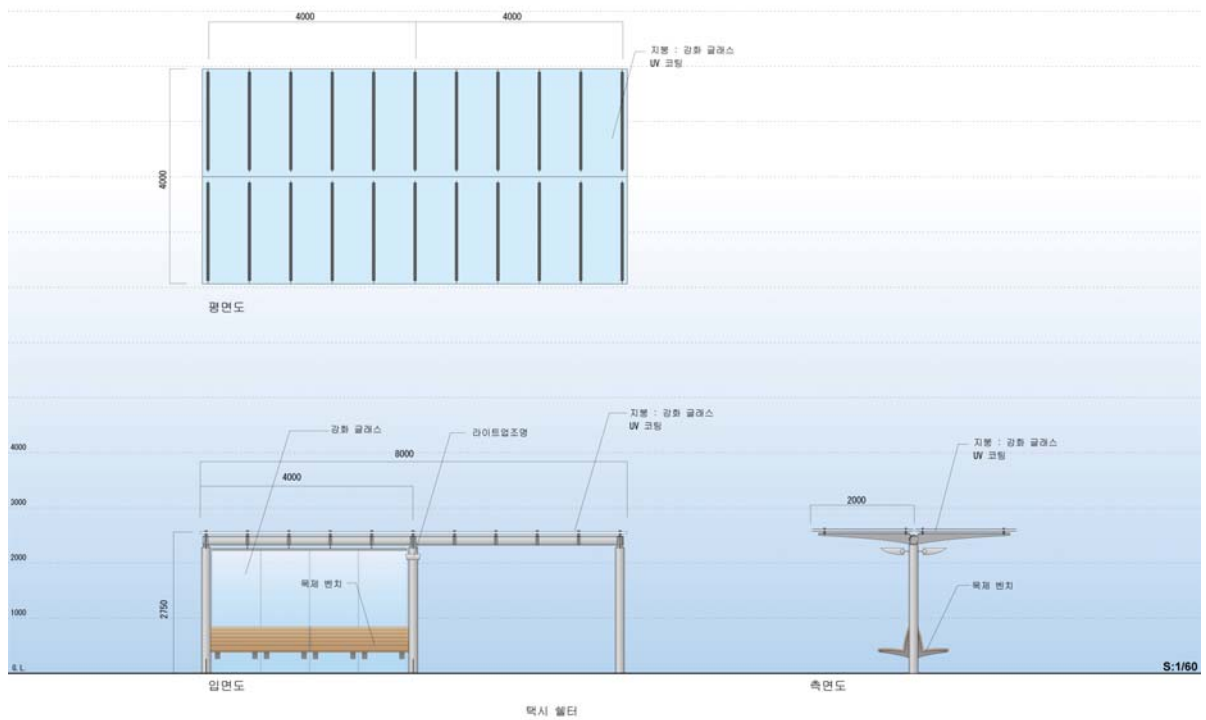 4000
4000
지붕 : 강화 글래스
UV 코팅
4000
평면도
지붕 : 강화 글래스
UV 코팅
강화 글래스
라이트업조명
지붕 : 강화 글래스
UV 코팅
4000
8000
4000
3000
2000
2000
목제 벤치
목제 벤치
2750
1000
G.L.
S:1/60
입면도
측면도
택시 쉘터